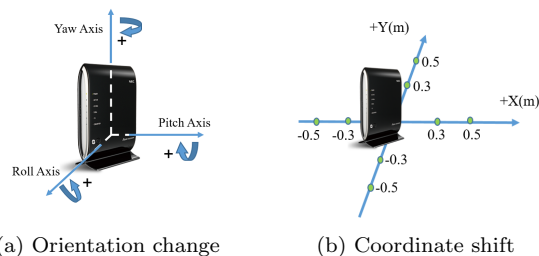 Yaw Axis
+
Pitch Axis
+
Roll Axis
+
+Y(m)
0.5
0.3
+X(m)
-0.5
-0.3
0.3
0.5
-0.3
-0.5
(a) Orientation change
(b) Coordinate shift